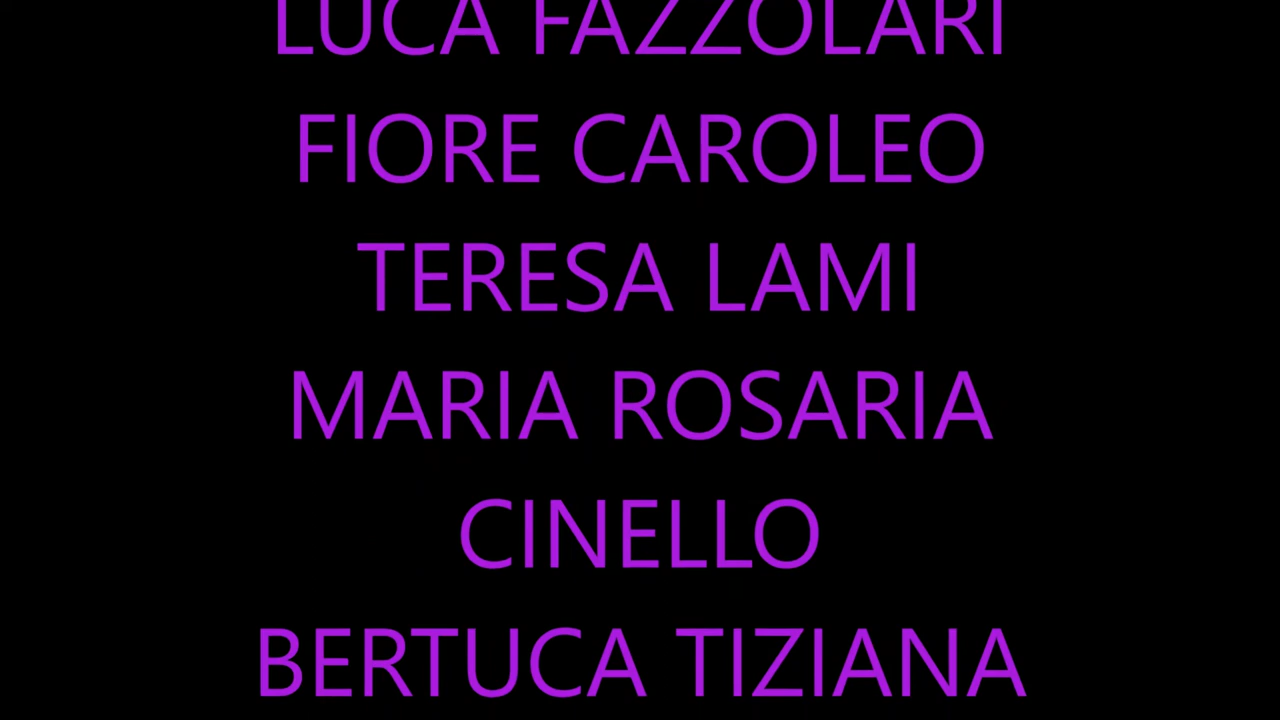 LUCA FAZZOLARI
FIORE CAROLEO
TERESA LAMI
MARIA ROSARIA
CINELLO
BERTUCA TIZIANA